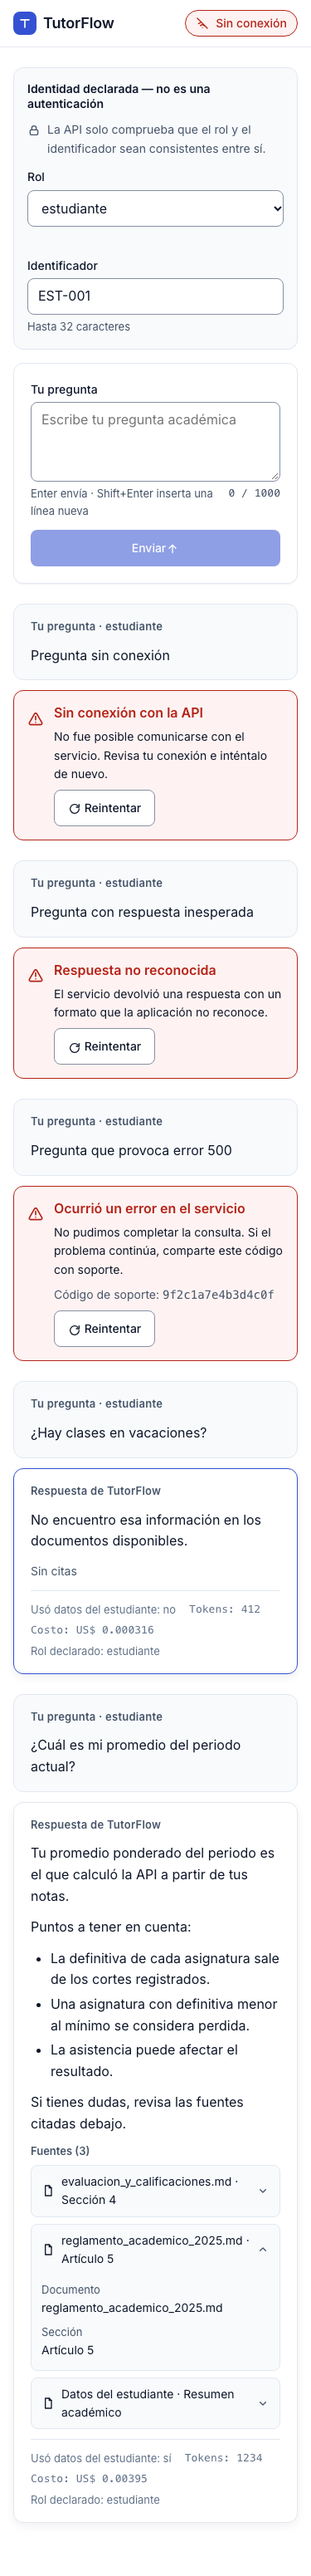 TutorFlow
Sin conexión
Identidad declarada — no es una
autenticación
La API solo comprueba que el rol y el
identificador sean consistentes entre sí.
Rol
estudiante
Identificador
EST-001
Hasta 32 caracteres
Tu pregunta
Escribe tu pregunta académica
Enter envía · Shift+Enter inserta una
línea nueva
0 / 1000
Enviar
Tu pregunta · estudiante
Pregunta sin conexión
Sin conexión con la API
No fue posible comunicarse con el
servicio. Revisa tu conexión e inténtalo
de nuevo.
Reintentar
Tu pregunta · estudiante
Pregunta con respuesta inesperada
Respuesta no reconocida
El servicio devolvió una respuesta con un
formato que la aplicación no reconoce.
Reintentar
Tu pregunta · estudiante
Pregunta que provoca error 500
Ocurrió un error en el servicio
No pudimos completar la consulta. Si el
problema continúa, comparte este código
con soporte.
Código de soporte: 9f2c1a7e4b3d4c0f
Reintentar
Tu pregunta · estudiante
¿Hay clases en vacaciones?
Respuesta de TutorFlow
No encuentro esa información en los
documentos disponibles.
Sin citas
Usó datos del estudiante: no Tokens: 412
Costo: US$ 0.000316
Rol declarado: estudiante
Tu pregunta · estudiante
¿Cuál es mi promedio del periodo
actual?
Respuesta de TutorFlow
Tu promedio ponderado del periodo es
el que calculó la API a partir de tus
notas.
Puntos a tener en cuenta:
• La definitiva de cada asignatura sale
de los cortes registrados.
• Una asignatura con definitiva menor
al mínimo se considera perdida.
• La asistencia puede afectar el
resultado.
Si tienes dudas, revisa las fuentes
citadas debajo.
Fuentes (3)
evaluacion_y_calificaciones.md ·
Sección 4
reglamento_academico_2025.md ·
Artículo 5
Documento
reglamento_academico_2025.md
Sección
Artículo 5
Datos del estudiante · Resumen
académico
Usó datos del estudiante: sí Tokens: 1234
Costo: US$ 0.00395
Rol declarado: estudiante